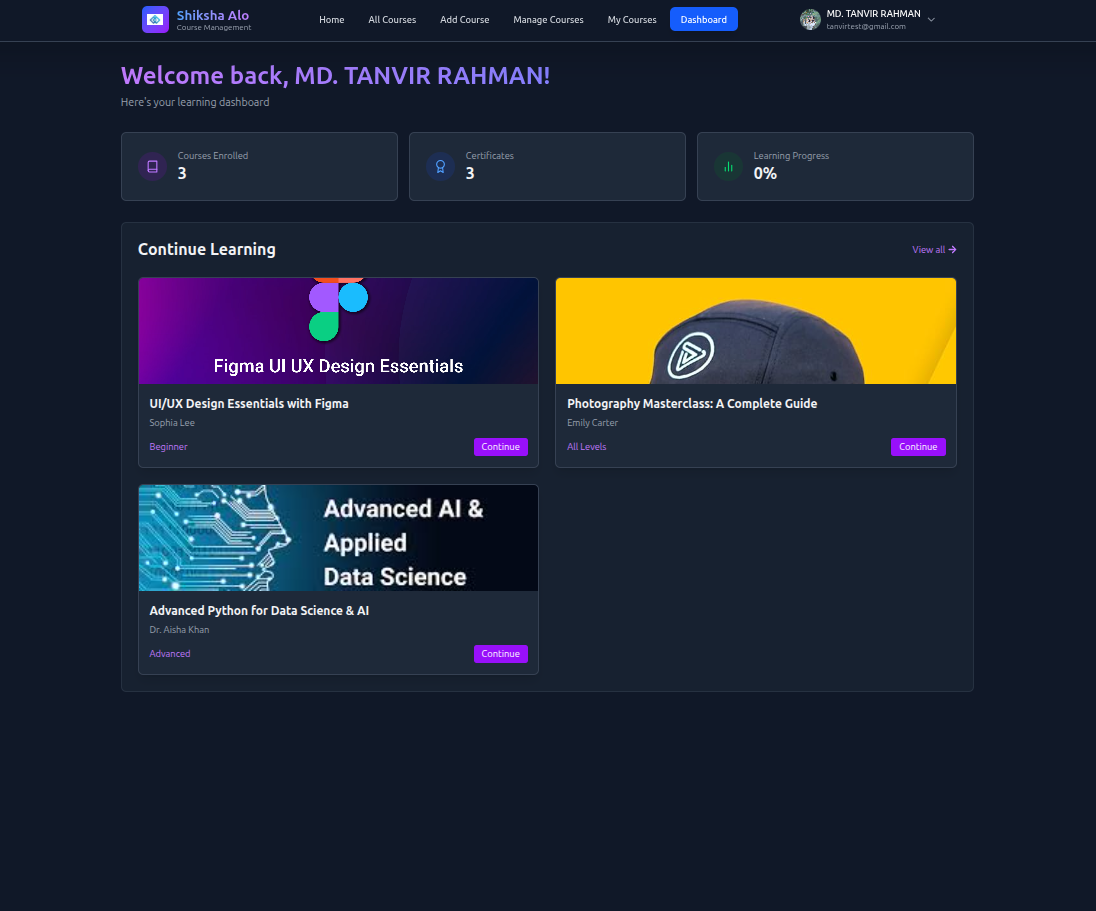 Shiksha Alo
Course Management
Home
All Courses
Add Course
Manage Courses
My Courses
Dashboard
MD. TANVIR RAHMAN
tanvirtest@gmail.com
Welcome back, MD. TANVIR RAHMAN!
Here's your learning dashboard
Courses Enrolled
3
Certificates
3
Learning Progress
0%
Continue Learning
View all →
Figma UI UX Design Essentials
UI/UX Design Essentials with Figma
Sophia Lee
Beginner
Continue
Photography Masterclass: A Complete Guide
Emily Carter
All Levels
Continue
Advanced AI &
Applied
Data Science
Advanced Python for Data Science & AI
Dr. Aisha Khan
Advanced
Continue